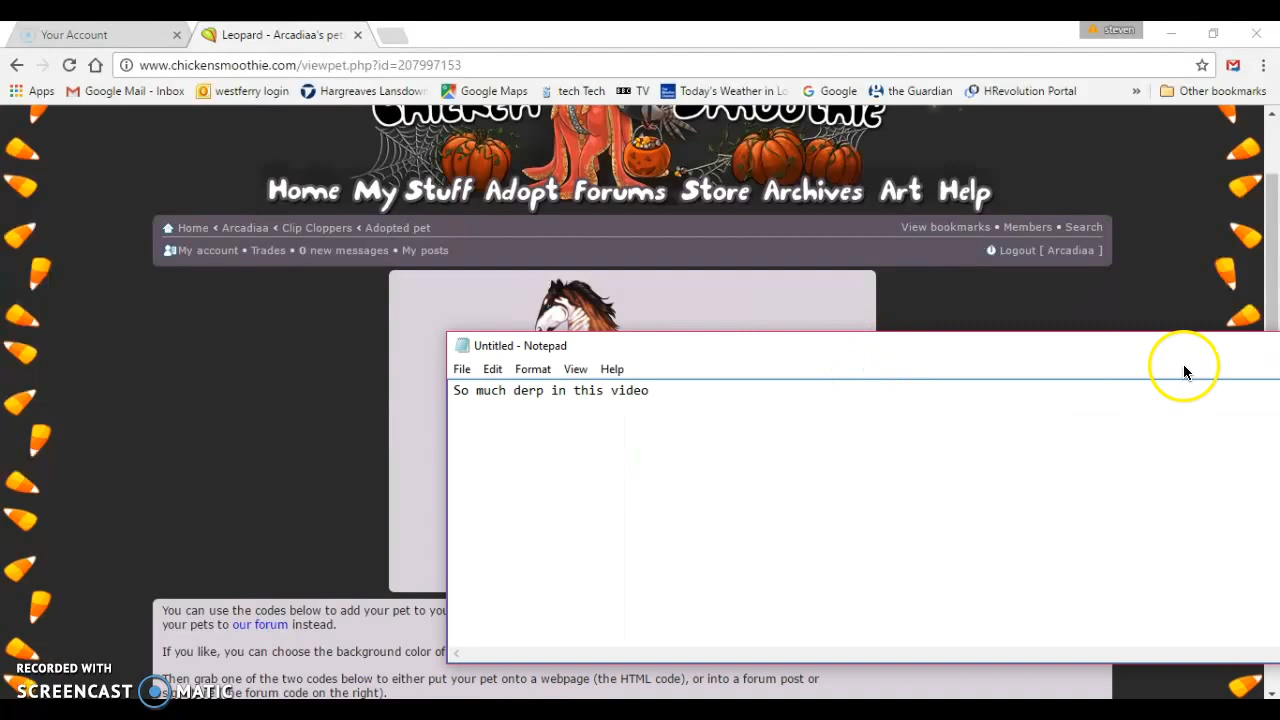 Your Account
Leopard - Arcadiaa's pet
steven
www.chickensmoothie.com/viewpet.php?id=207997153
Apps Google Mail - Inbox westferry login Hargreaves Lansdown Google Maps tech Tech BBC TV Today's Weather in Lo Google the Guardian HRevolution Portal » Other bookmarks
CHICKEN SMOOTHIE
Home My Stuff Adopt Forums Store Archives Art Help
Home ‹ Arcadiaa ‹ Clip Cloppers ‹ Adopted pet
View bookmarks • Members • Search
My account • Trades • 0 new messages • My posts
Logout [ Arcadiaa ]
Untitled - Notepad
File Edit Format View Help
So much derp in this video
You can use the codes below to add your pet to
your pets to our forum instead.
If you like, you can choose the background color of
Then grab one of the two codes below to either put your pet onto a webpage (the HTML code), or into a forum post or
the forum code on the right).
RECORDED WITH
SCREENCAST MATIC